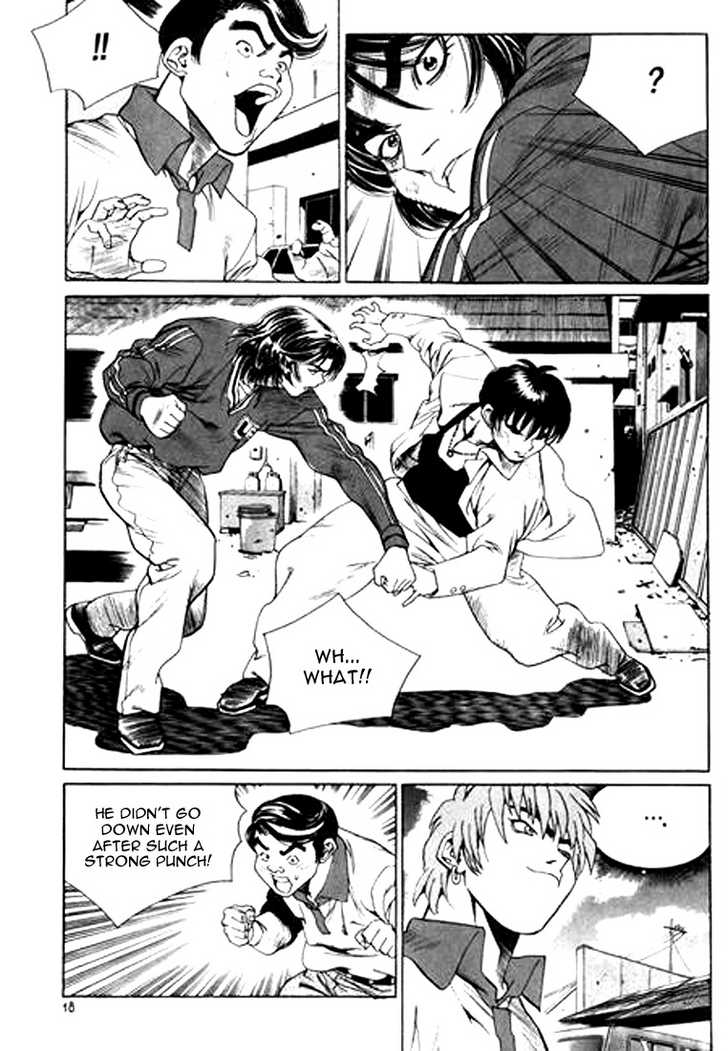 !!
?
WH...
WHAT!!
HE DIDN'T GO
DOWN EVEN
AFTER SUCH A
STRONG PUNCH!
...
18